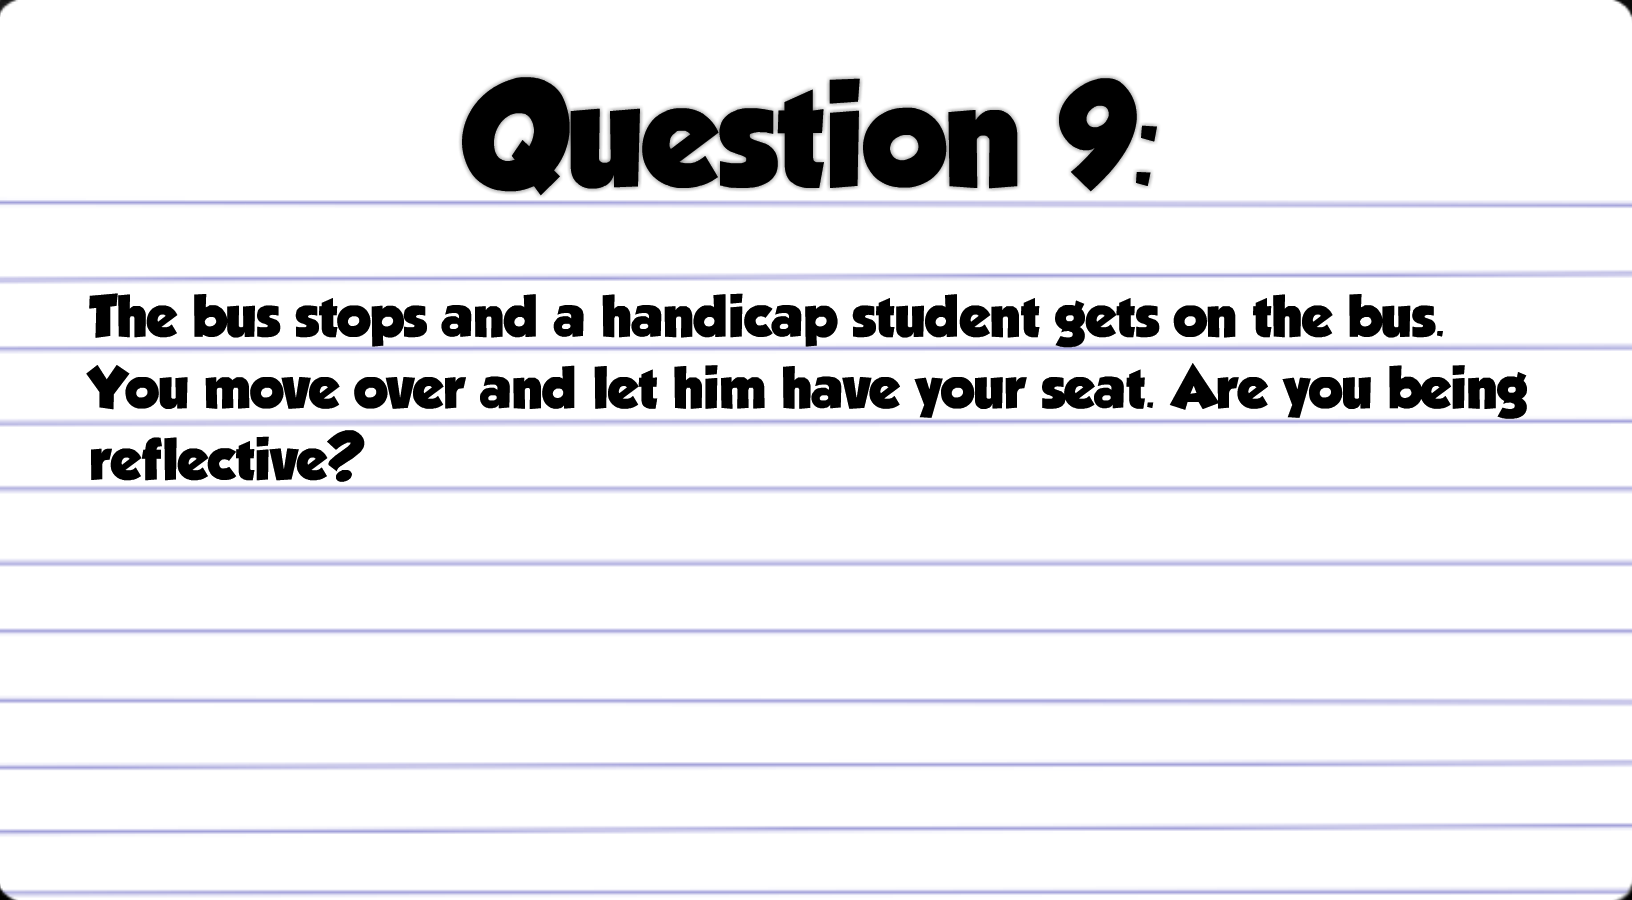 Question 9:
The bus stops and a handicap student gets on the bus.
You move over and let him have your seat. Are you being
reflective?